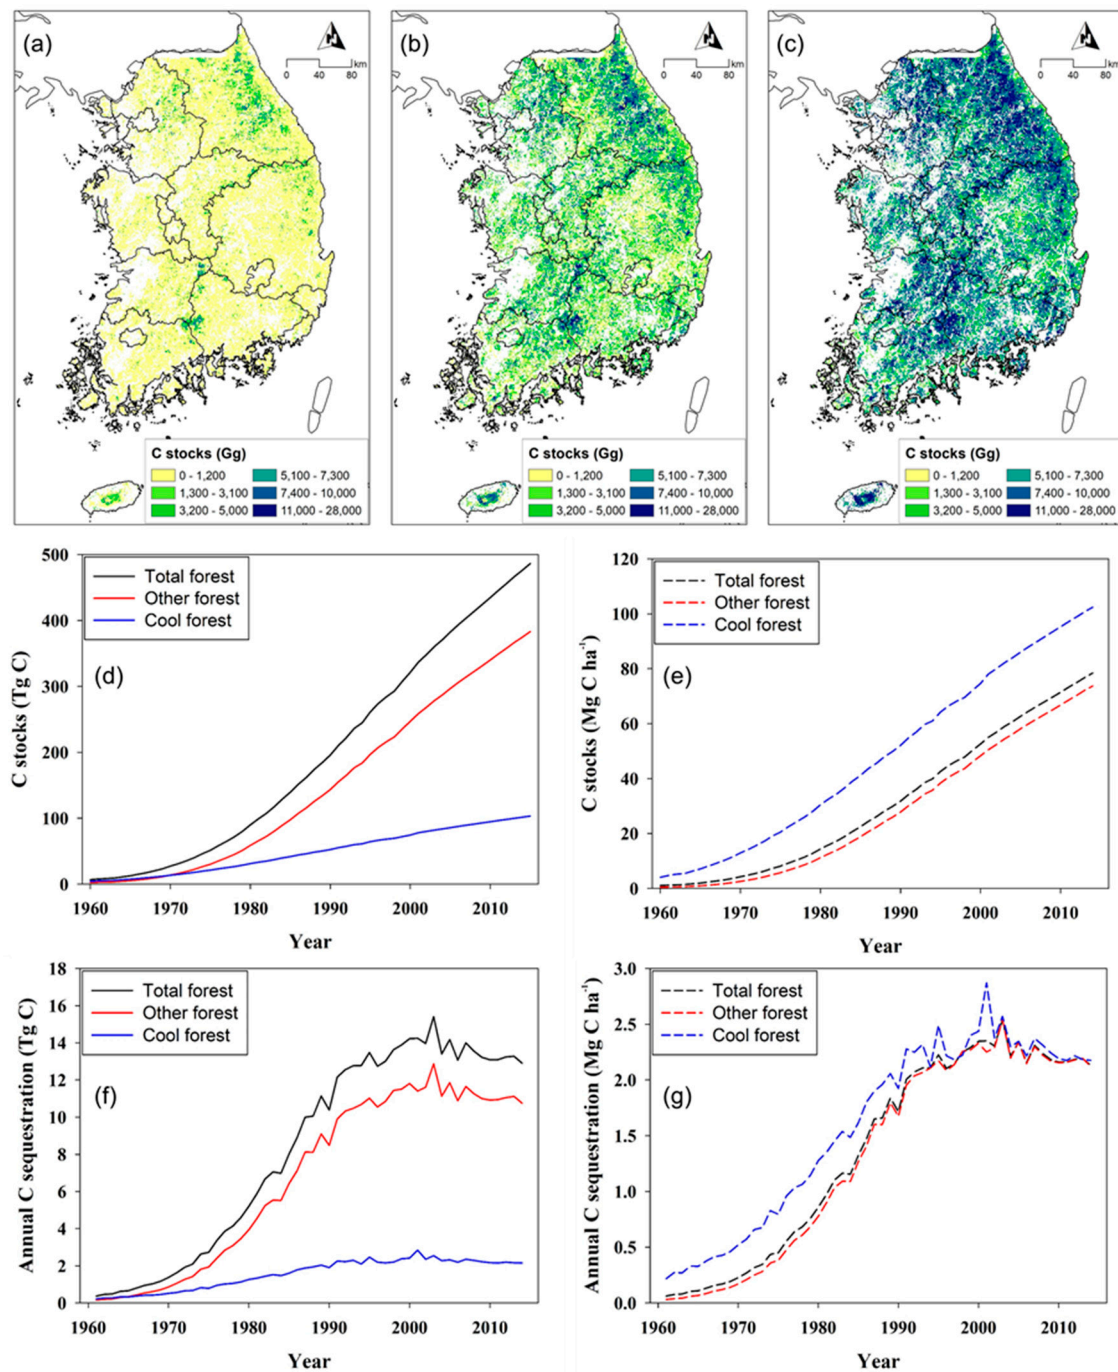 (a)
N
0 40 80
km
C stocks (Gg)
0 - 1,200
1,300 - 3,100
3,200 - 5,000
5,100 - 7,300
7,400 - 10,000
11,000 - 28,000
(b)
N
0 40 80
km
C stocks (Gg)
0 - 1,200
1,300 - 3,100
3,200 - 5,000
5,100 - 7,300
7,400 - 10,000
11,000 - 28,000
(c)
N
0 40 80
km
C stocks (Gg)
0 - 1,200
1,300 - 3,100
3,200 - 5,000
5,100 - 7,300
7,400 - 10,000
11,000 - 28,000
C stocks (Tg C)
500
400
300
200
100
0
Total forest
Other forest
Cool forest
(d)
1960 1970 1980 1990 2000 2010
Year
C stocks (Mg C ha⁻¹)
120
100
80
60
40
20
0
Total forest
Other forest
Cool forest
(e)
1960 1970 1980 1990 2000 2010
Year
Annual C sequestration (Tg C)
18
16
14
12
10
8
6
4
2
0
Total forest
Other forest
Cool forest
(f)
1960 1970 1980 1990 2000 2010
Year
Annual C sequestration (Mg C ha⁻¹)
3.0
2.5
2.0
1.5
1.0
0.5
0.0
Total forest
Other forest
Cool forest
(g)
1960 1970 1980 1990 2000 2010
Year